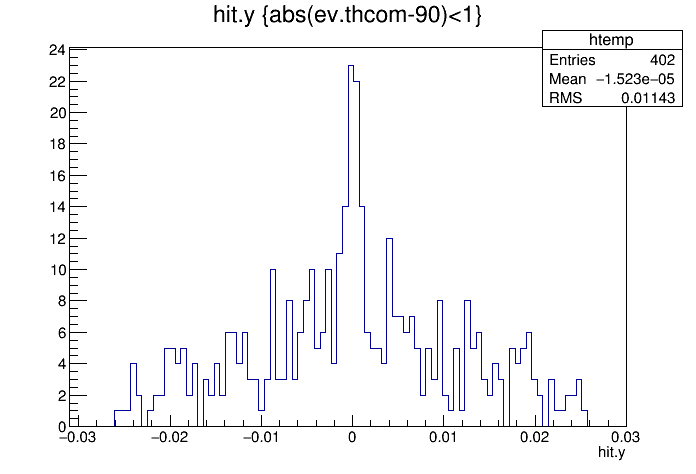 hit.y {abs(ev.thcom-90)<1}
htemp
Entries 402
Mean −1.523e−05
RMS 0.01143
24
22
20
18
16
14
12
10
8
6
4
2
0
−0.03 −0.02 −0.01 0 0.01 0.02 0.03
hit.y